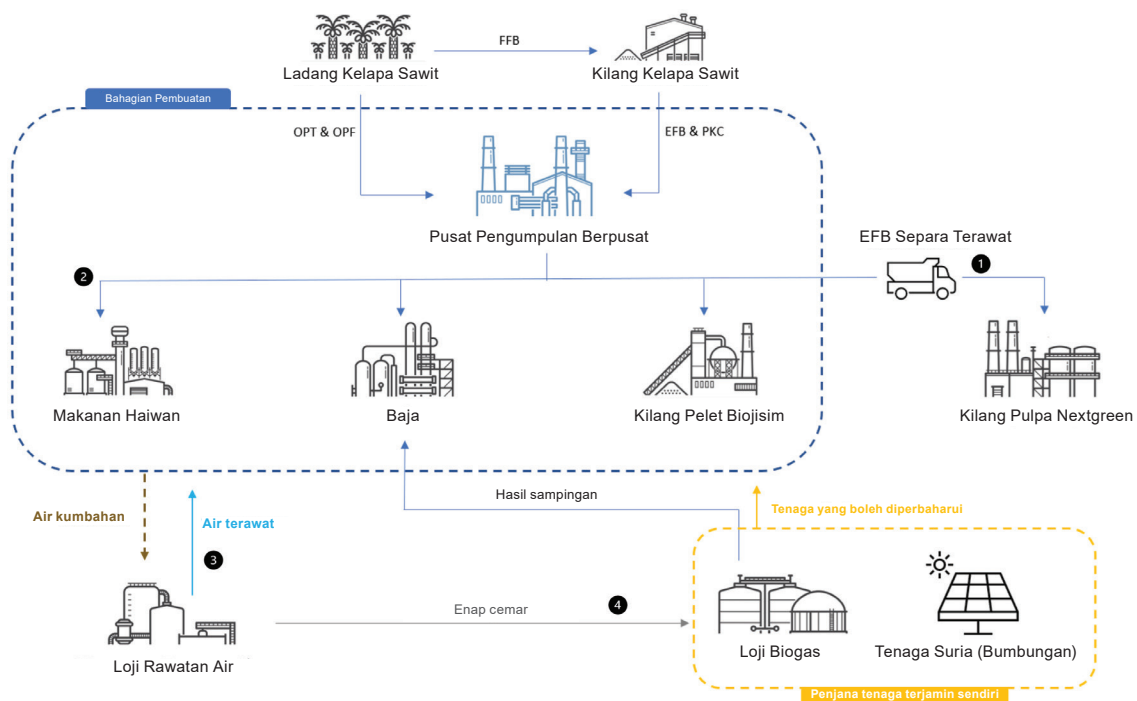 FFB
Ladang Kelapa Sawit
Kilang Kelapa Sawit
Bahagian Pembuatan
OPT & OPF
EFB & PKC
Pusat Pengumpulan Berpusat
EFB Separa Terawat
2
1
Makanan Haiwan
Baja
Kilang Pelet Biojisim
Kilang Pulpa Nextgreen
Hasil sampingan
Air kumbahan
Air terawat
Tenaga yang boleh diperbaharui
3
Enap cemar
4
Loji Rawatan Air
Loji Biogas
Tenaga Suria (Bumbungan)
Penjana tenaga terjamin sendiri